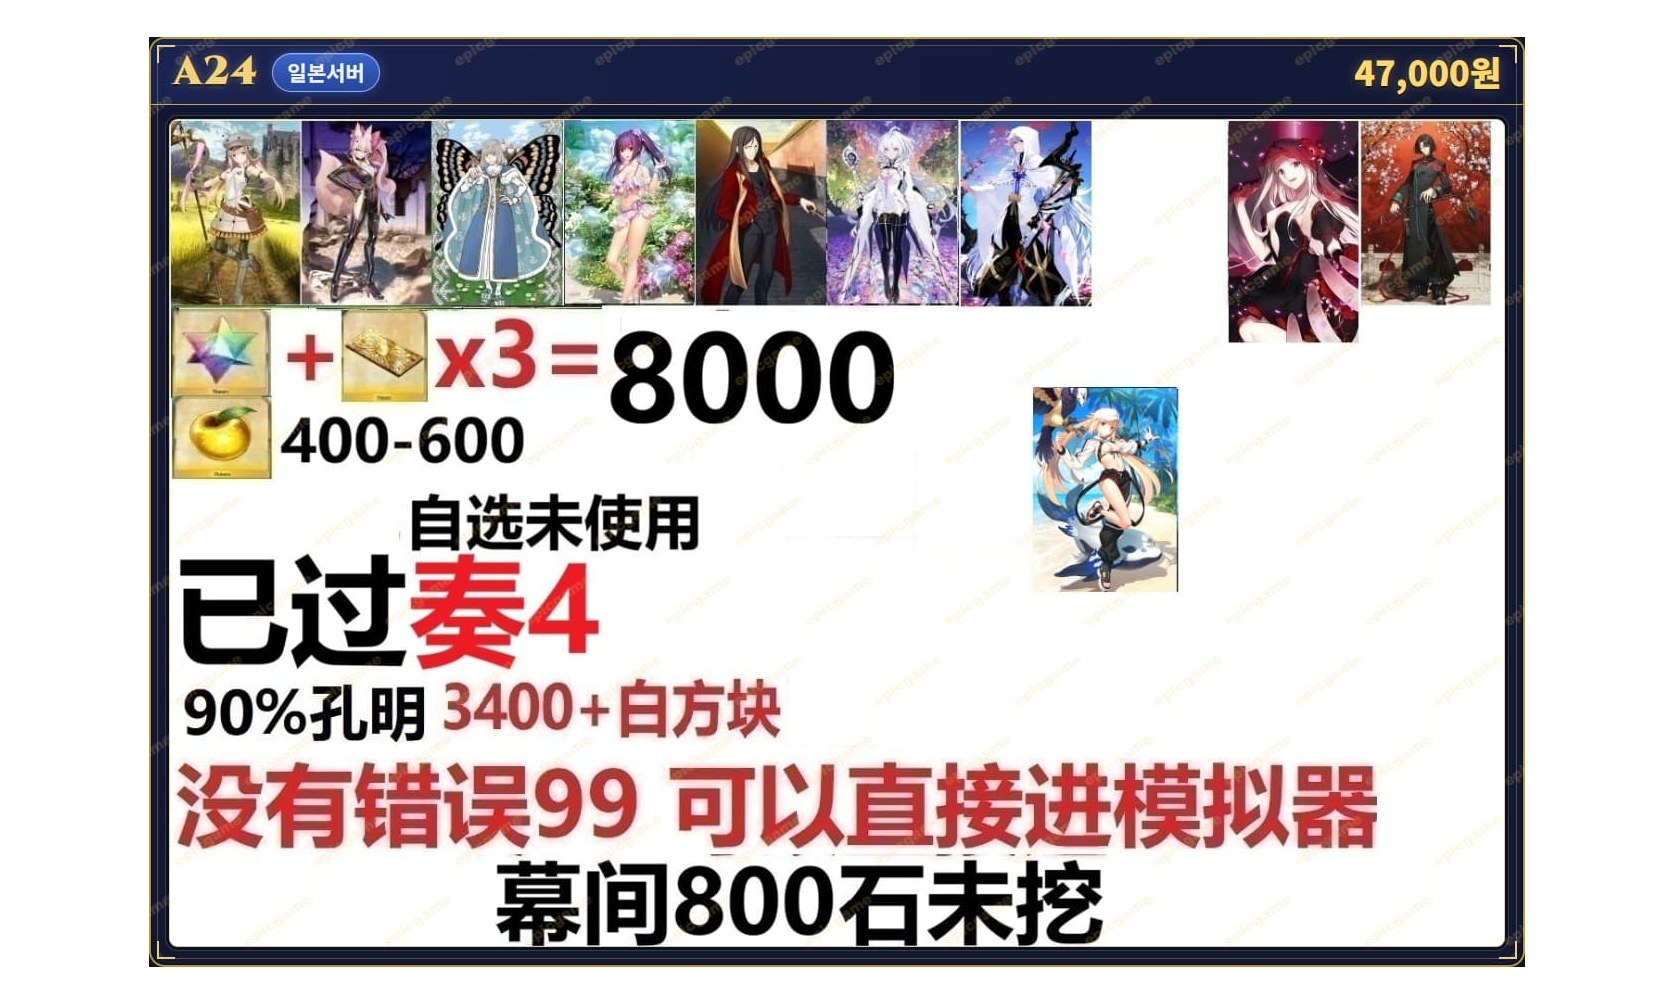 A24 일본서버 47,000원
+ x3=8000
400-600
自选未使用
已过奏4
90%孔明 3400+白方块
没有错误99 可以直接进模拟器
幕间800石未挖
epicgame